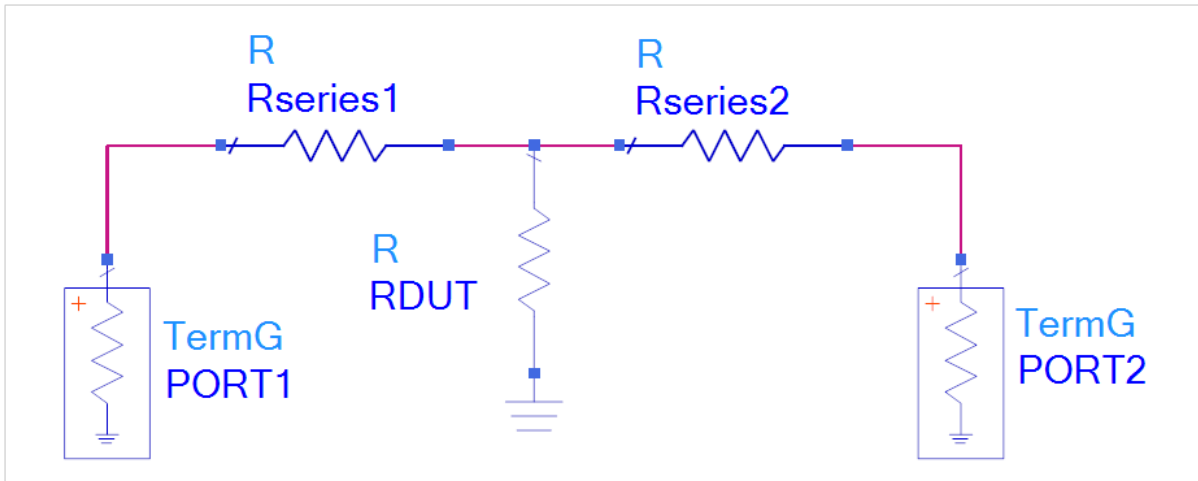 R
Rseries1
R
Rseries2
R
RDUT
+
TermG
PORT1
+
TermG
PORT2